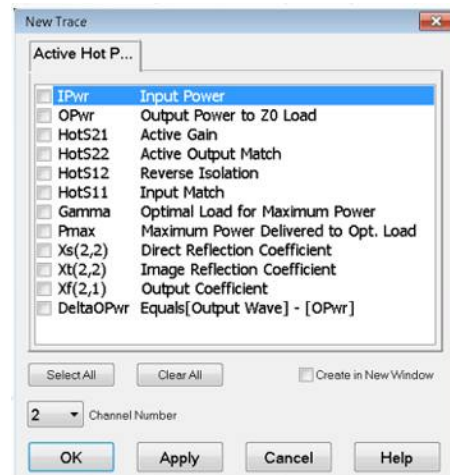 New Trace
Active Hot P...
IPwr Input Power
OPwr Output Power to Z0 Load
HotS21 Active Gain
HotS22 Active Output Match
HotS12 Reverse Isolation
HotS11 Input Match
Gamma Optimal Load for Maximum Power
Pmax Maximum Power Delivered to Opt. Load
Xs(2,2) Direct Reflection Coefficient
Xt(2,2) Image Reflection Coefficient
Xf(2,1) Output Coefficient
DeltaOPwr Equals[Output Wave] - [OPwr]
Select All Clear All Create in New Window
2 Channel Number
OK Apply Cancel Help